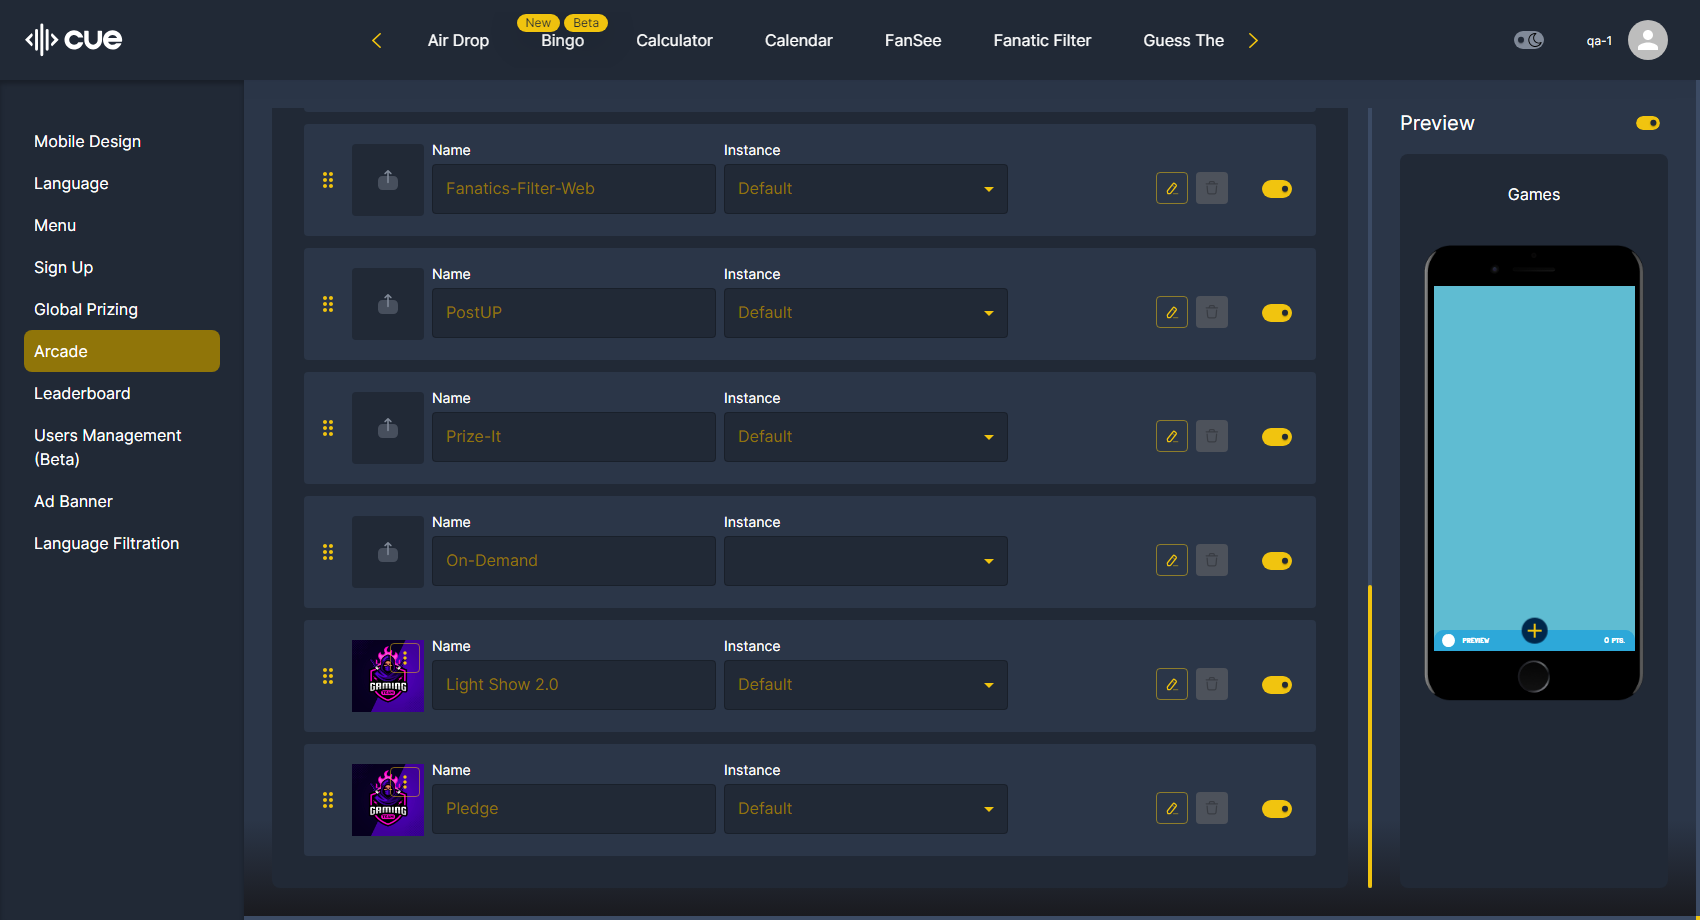 cue
Air Drop
New
Beta
Bingo
Calculator
Calendar
FanSee
Fanatic Filter
Guess The
qa-1
Mobile Design
Language
Menu
Sign Up
Global Prizing
Arcade
Leaderboard
Users Management
(Beta)
Ad Banner
Language Filtration
Name
Instance
Fanatics-Filter-Web
Default
Name
Instance
PostUP
Default
Name
Instance
Prize-It
Default
Name
Instance
On-Demand
Name
Instance
GAMING
Light Show 2.0
Default
Name
Instance
GAMING
Pledge
Default
Preview
Games
PREVIEW
0 PTS.